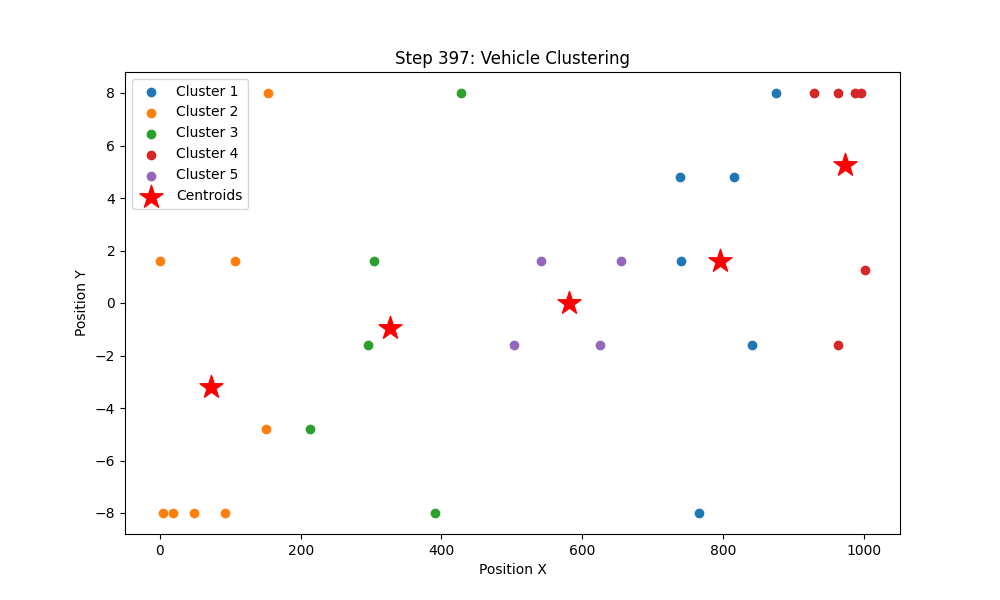 Step 397: Vehicle Clustering
Cluster 1
Cluster 2
Cluster 3
Cluster 4
Cluster 5
Centroids
8
6
4
2
0
−2
−4
−6
−8
Position Y
0 200 400 600 800 1000
Position X